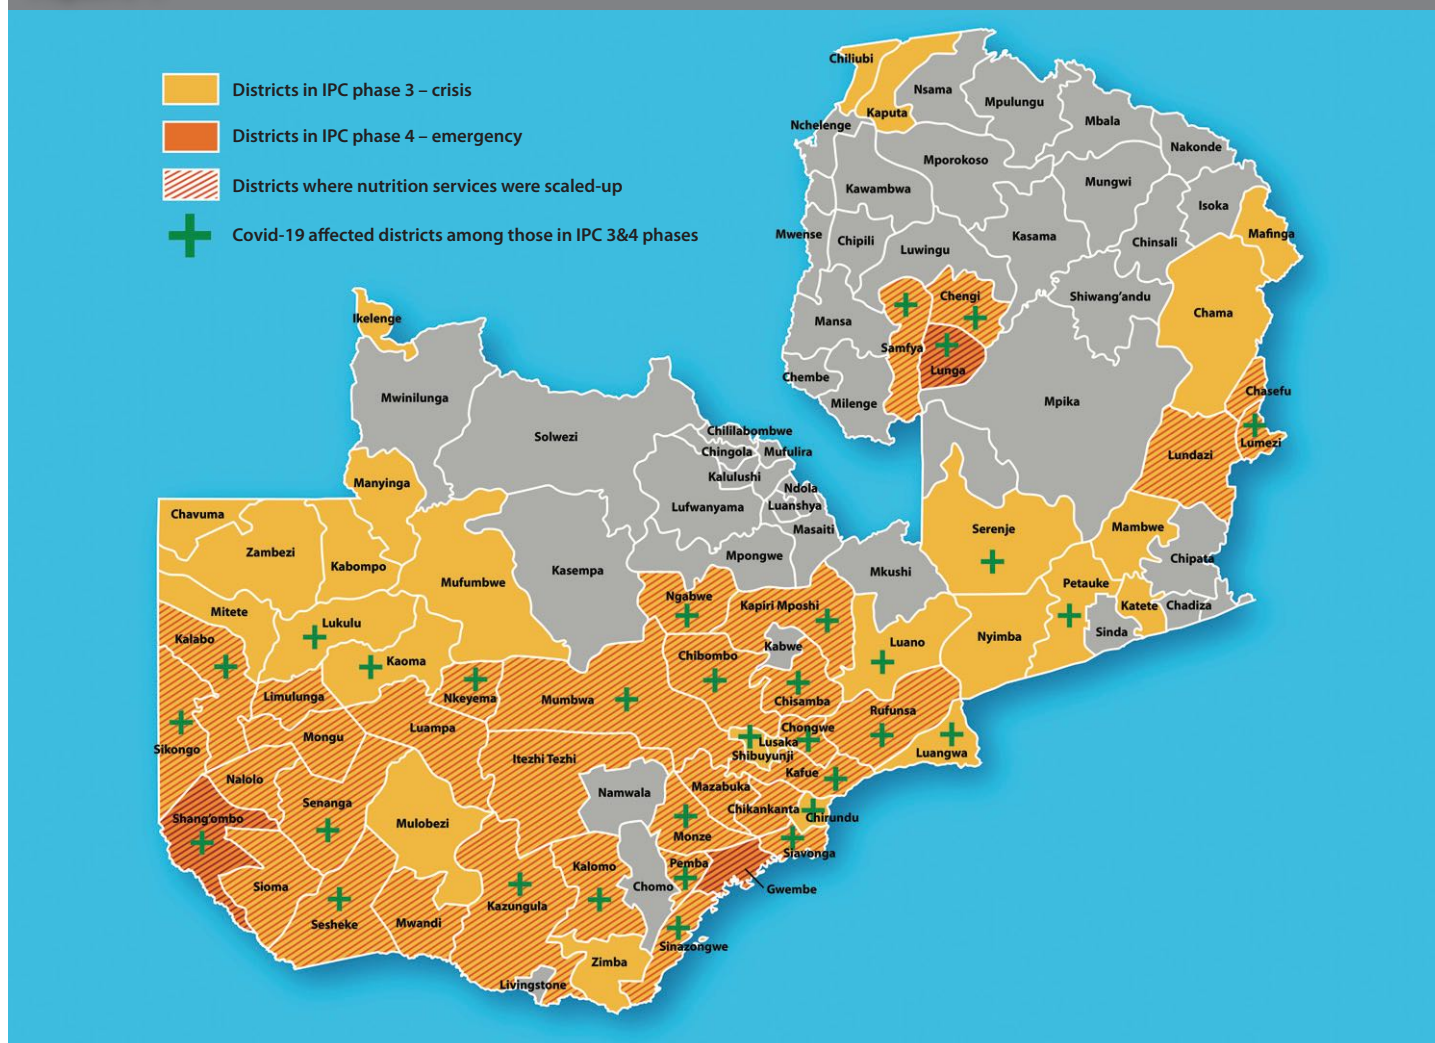 Districts in IPC phase 3 – crisis
Districts in IPC phase 4 – emergency
Districts where nutrition services were scaled-up
Covid-19 affected districts among those in IPC 3&4 phases
Chiliubi
Kaputa
Nsama
Mpulungu
Mbala
Nchelenge
Nakonde
Mporokoso
Kawambwa
Mungwi
Isoka
Mwense
Chipili
Luwingu
Kasama
Chinsali
Mafinga
Chengi
Shiwang'andu
Chama
Mansa
Samfya
Lunga
Ikelenge
Chembe
Milenge
Mpika
Chasefu
Lumezi
Lundazi
Mwinilunga
Solwezi
Chililabombwe
Chingola
Mufulira
Kalulushi
Ndola
Lufwanyama
Luanshya
Masaiti
Mpongwe
Manyinga
Chavuma
Zambezi
Kabompo
Mufumbwe
Kasempa
Mkushi
Serenje
Mambwe
Chipata
Petauke
Katete
Chadiza
Sinda
Nyimba
Luano
Mitete
Lukulu
Kalabo
Kaoma
Ngabwe
Kapiri Mposhi
Kabwe
Chibombo
Chisamba
Limulunga
Nkeyema
Mumbwa
Rufunsa
Luampa
Mongu
Sikongo
Chongwe
Lusaka
Shibuyunji
Luangwa
Itezhi Tezhi
Kafue
Nalolo
Namwala
Mazabuka
Senanga
Chikankanta
Shang'ombo
Mulobezi
Chirundu
Monze
Siavonga
Pemba
Kalomo
Chomo
Gwembe
Sioma
Kazungula
Sesheke
Mwandi
Sinazongwe
Zimba
Livingstone